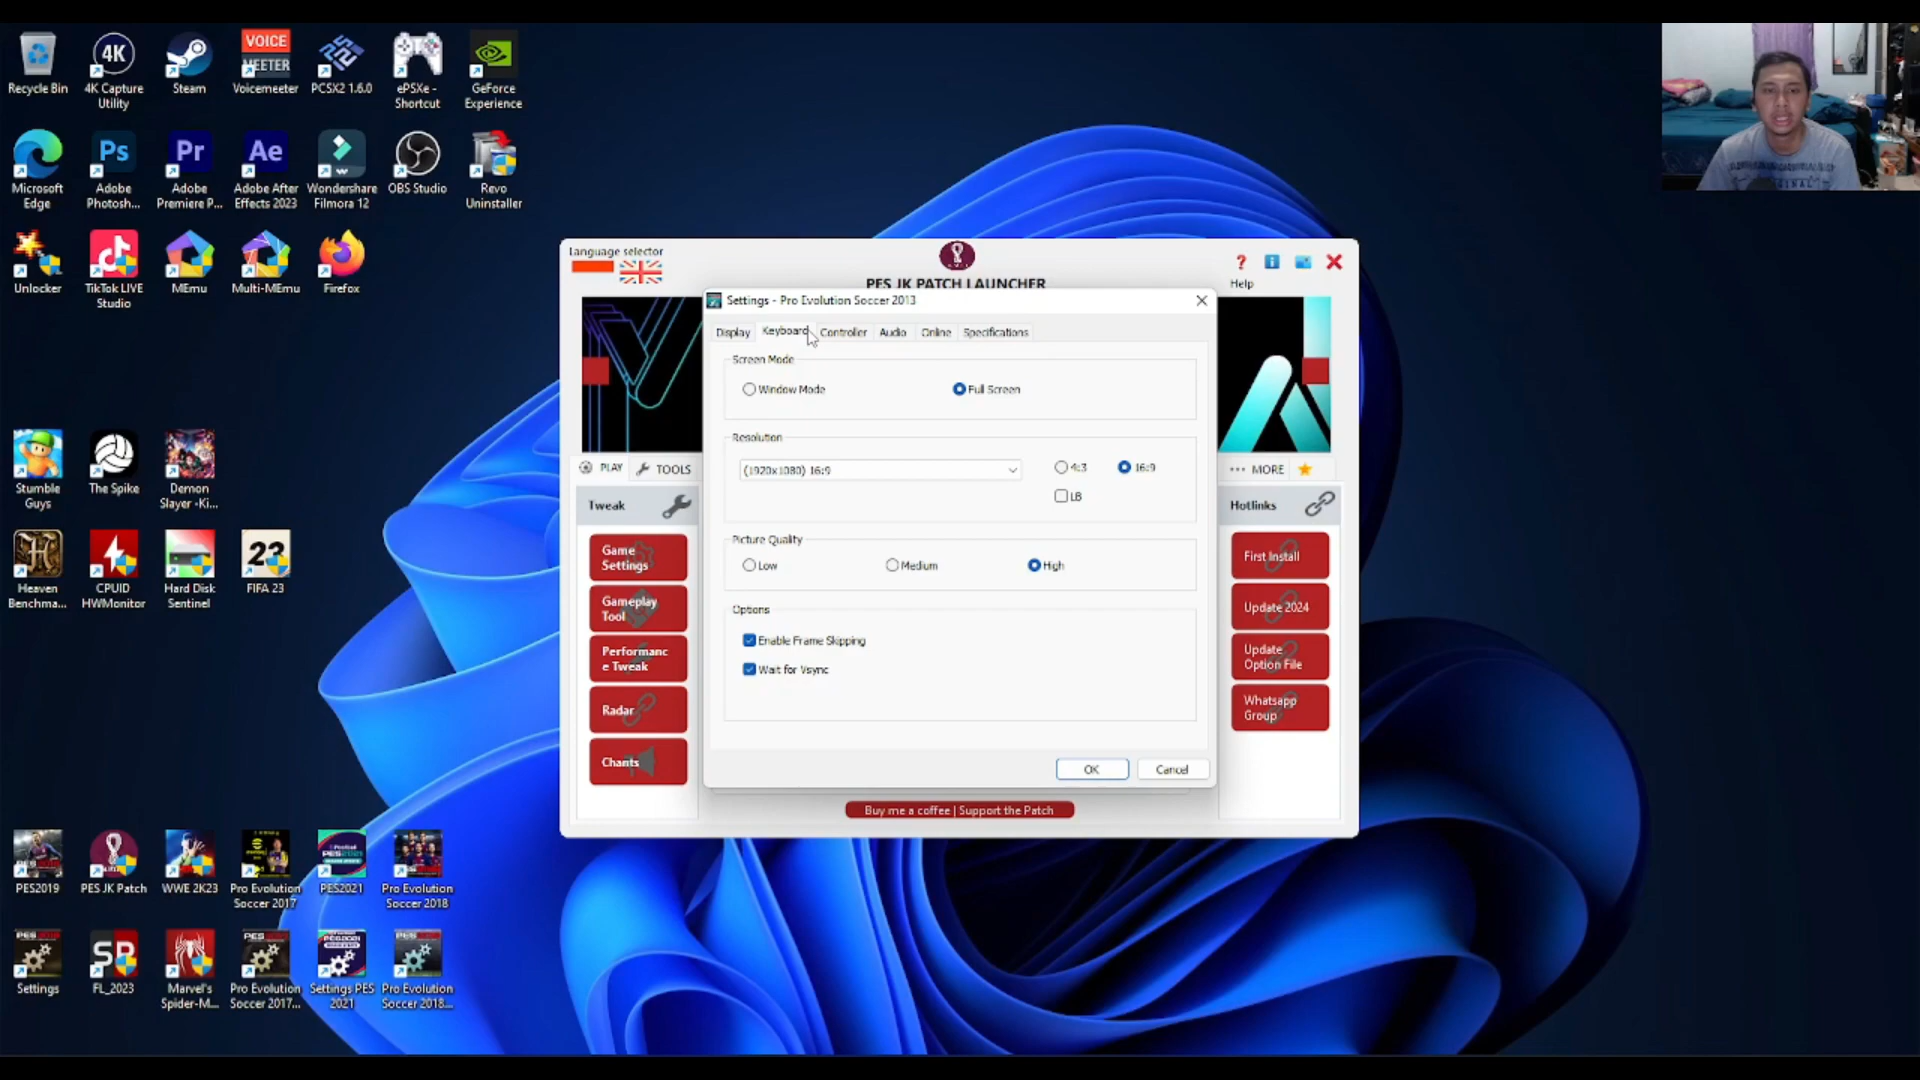 Recycle Bin
4K
4K Capture
Utility
Steam
VOICE
MEETER
Voicemeeter
PCSX2 1.6.0
ePSXe -
Shortcut
GeForce
Experience
Microsoft
Edge
Ps
Adobe
Photosh...
Pr
Adobe
Premiere P...
Ae
Adobe After
Effects 2023
Wondershare
Filmora 12
OBS Studio
Revo
Uninstaller
Unlocker
TikTok LIVE
Studio
MEmu
Multi-MEmu
Firefox
Stumble
Guys
The Spike
Demon
Slayer -Ki...
Heaven
Benchma...
CPUID
HWMonitor
Hard Disk
Sentinel
23
FIFA 23
PES2019
PES JK Patch
WWE 2K23
Pro Evolution
Soccer 2017
PES2021
Pro Evolution
Soccer 2018
Settings
FL_2023
Marvel's
Spider-M...
Pro Evolution
Soccer 2017...
Settings PES
2021
Pro Evolution
Soccer 2018...
Language selector
PES JK PATCH LAUNCHER
Help
Settings - Pro Evolution Soccer 2013
Display
Keyboard
Controller
Audio
Online
Specifications
Screen Mode
Window Mode
Full Screen
Resolution
(1920x1080) 16:9
4:3
16:9
LB
Picture Quality
Low
Medium
High
Options
Enable Frame Skipping
Wait for Vsync
OK
Cancel
PLAY
TOOLS
Tweak
Game
Settings
Gameplay
Tool
Performanc
e Tweak
Radar
Chants
MORE
Hotlinks
First Install
Update 2024
Update
Option File
Whatsapp
Group
Buy me a coffee | Support the Patch